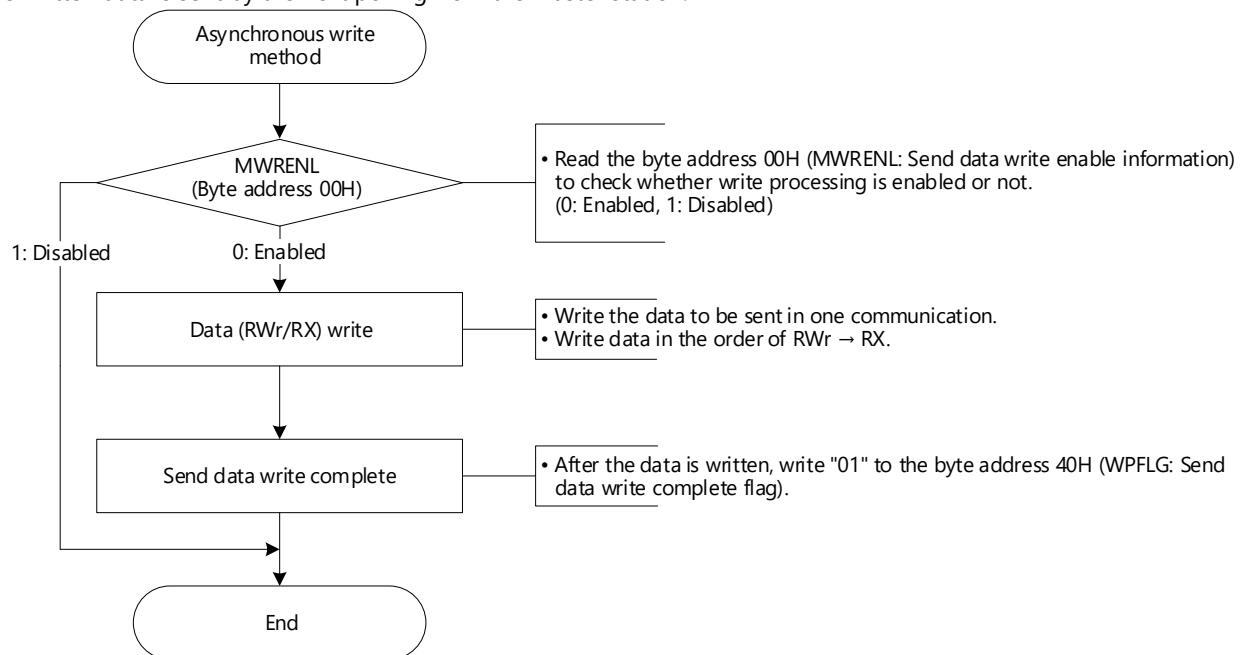 Asynchronous write
method
MWRENL
(Byte address 00H)
• Read the byte address 00H (MWRENL: Send data write enable information)
to check whether write processing is enabled or not.
(0: Enabled, 1: Disabled)
1: Disabled
0: Enabled
Data (RWr/RX) write
• Write the data to be sent in one communication.
• Write data in the order of RWr → RX.
Send data write complete
• After the data is written, write "01" to the byte address 40H (WPFLG: Send
data write complete flag).
End